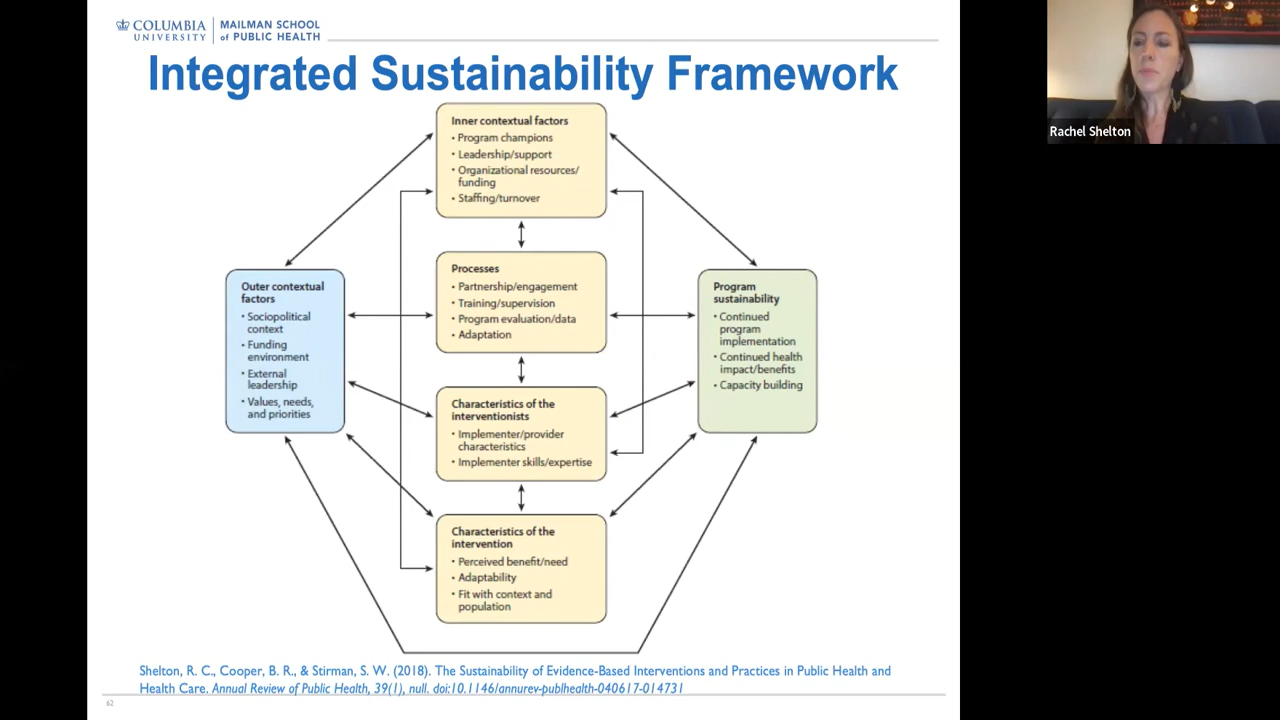 COLUMBIA UNIVERSITY
MAILMAN SCHOOL of PUBLIC HEALTH
Integrated Sustainability Framework
Inner contextual factors
• Program champions
• Leadership/support
• Organizational resources/
funding
• Staffing/turnover
Processes
• Partnership/engagement
• Training/supervision
• Program evaluation/data
• Adaptation
Outer contextual
factors
• Sociopolitical
context
• Funding
environment
• External
leadership
• Values, needs,
and priorities
Program
sustainability
• Continued
program
implementation
• Continued health
impact/benefits
• Capacity building
Characteristics of the
interventionists
• Implementer/provider
characteristics
• Implementer skills/expertise
Characteristics of the
intervention
• Perceived benefit/need
• Adaptability
• Fit with context and
population
Shelton, R. C., Cooper, B. R., & Stirman, S. W. (2018). The Sustainability of Evidence-Based Interventions and Practices in Public Health and
Health Care. Annual Review of Public Health, 39(1), null. doi:10.1146/annurev-publhealth-040617-014731
62
Rachel Shelton